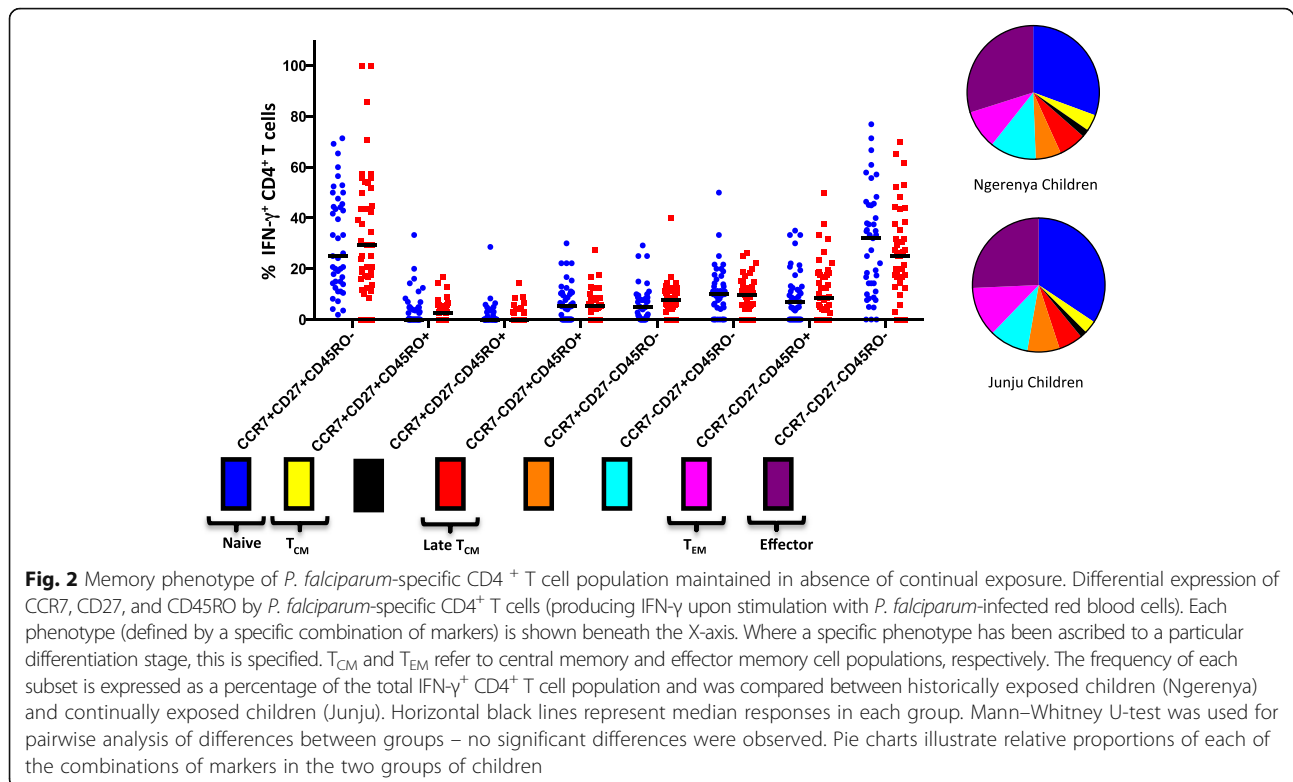 100
80
60
40
20
0
% IFN-γ⁺ CD4⁺ T cells
CCR7+CD27+CD45RO-
CCR7+CD27+CD45RO+
CCR7+CD27-CD45RO+
CCR7-CD27+CD45RO+
CCR7+CD27-CD45RO-
CCR7-CD27+CD45RO-
CCR7-CD27-CD45RO+
CCR7-CD27-CD45RO-
Naive
T_CM
Late T_CM
T_EM
Effector
Ngerenya Children
Junju Children
Fig. 2 Memory phenotype of P. falciparum-specific CD4 ⁺ T cell population maintained in absence of continual exposure. Differential expression of
CCR7, CD27, and CD45RO by P. falciparum-specific CD4⁺ T cells (producing IFN-γ upon stimulation with P. falciparum-infected red blood cells). Each
phenotype (defined by a specific combination of markers) is shown beneath the X-axis. Where a specific phenotype has been ascribed to a particular
differentiation stage, this is specified. T_CM and T_EM refer to central memory and effector memory cell populations, respectively. The frequency of each
subset is expressed as a percentage of the total IFN-γ⁺ CD4⁺ T cell population and was compared between historically exposed children (Ngerenya)
and continually exposed children (Junju). Horizontal black lines represent median responses in each group. Mann–Whitney U-test was used for
pairwise analysis of differences between groups – no significant differences were observed. Pie charts illustrate relative proportions of each of
the combinations of markers in the two groups of children